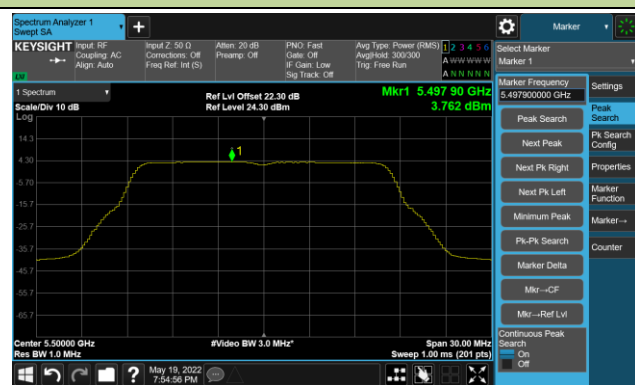 Spectrum Analyzer 1
Swept SA
Marker
KEYSIGHT
Input: RF
Coupling: AC
Align: Auto
Input Z: 50 Ω
Corrections: Off
Freq Ref: Int (S)
Atten: 20 dB
Preamp: Off
PNO: Fast
Gate: Off
IF Gain: Low
Sig Track: Off
Avg Type: Power (RMS)
Avg|Hold: 300/300
Trig: Free Run
1 2 3 4 5 6
A W W W W W
A N N N N N
LW
Select Marker
Marker 1
1 Spectrum
Scale/Div 10 dB
Log
Ref Lvl Offset 22.30 dB
Ref Level 24.30 dBm
Mkr1 5.497 90 GHz
3.762 dBm
14.3
4.30
-5.70
-15.7
-25.7
-35.7
-45.7
-55.7
-65.7
1
Center 5.50000 GHz
Res BW 1.0 MHz
#Video BW 3.0 MHz*
Span 30.00 MHz
Sweep 1.00 ms (201 pts)
Marker Frequency
5.497900000 GHz
Peak Search
Next Peak
Next Pk Right
Next Pk Left
Minimum Peak
Pk-Pk Search
Marker Delta
Mkr→CF
Mkr→Ref Lvl
Continuous Peak
Search
On
Off
Settings
Peak
Search
Pk Search
Config
Properties
Marker
Function
Marker→
Counter
May 19, 2022
7:54:56 PM